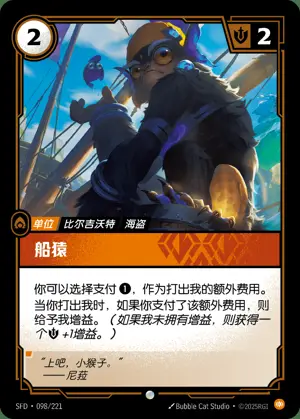 2
2
单位 比尔吉沃特 海盗
船猿
你可以选择支付 1,作为打出我的额外费用。
当你打出我时,如果你支付了该额外费用,则
给予我增益。(如果我未拥有增益,则获得一
个 +1增益。)
"上吧,小猴子。"
——尼菈
SFD • 098/221
Bubble Cat Studio
©2025RGI